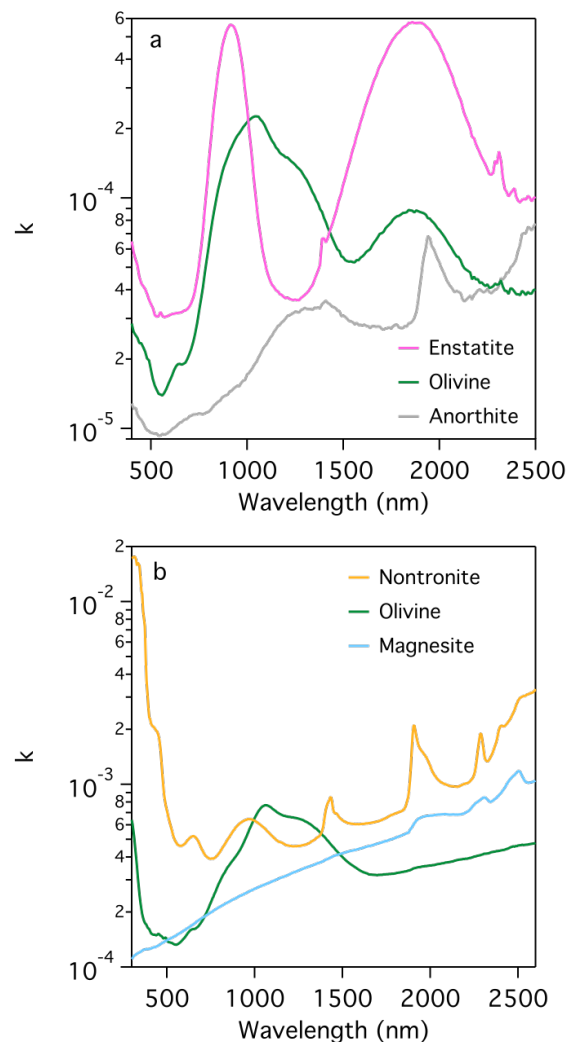 6
a
4
2
10-4
8
6
k
4
2
Enstatite
Olivine
Anorthite
10-5
500 1000 1500 2000 2500
Wavelength (nm)
2
b
Nontronite
10-2
8
Olivine
6
4
Magnesite
2
k
10-3
8
6
4
2
10-4
500 1000 1500 2000 2500
Wavelength (nm)